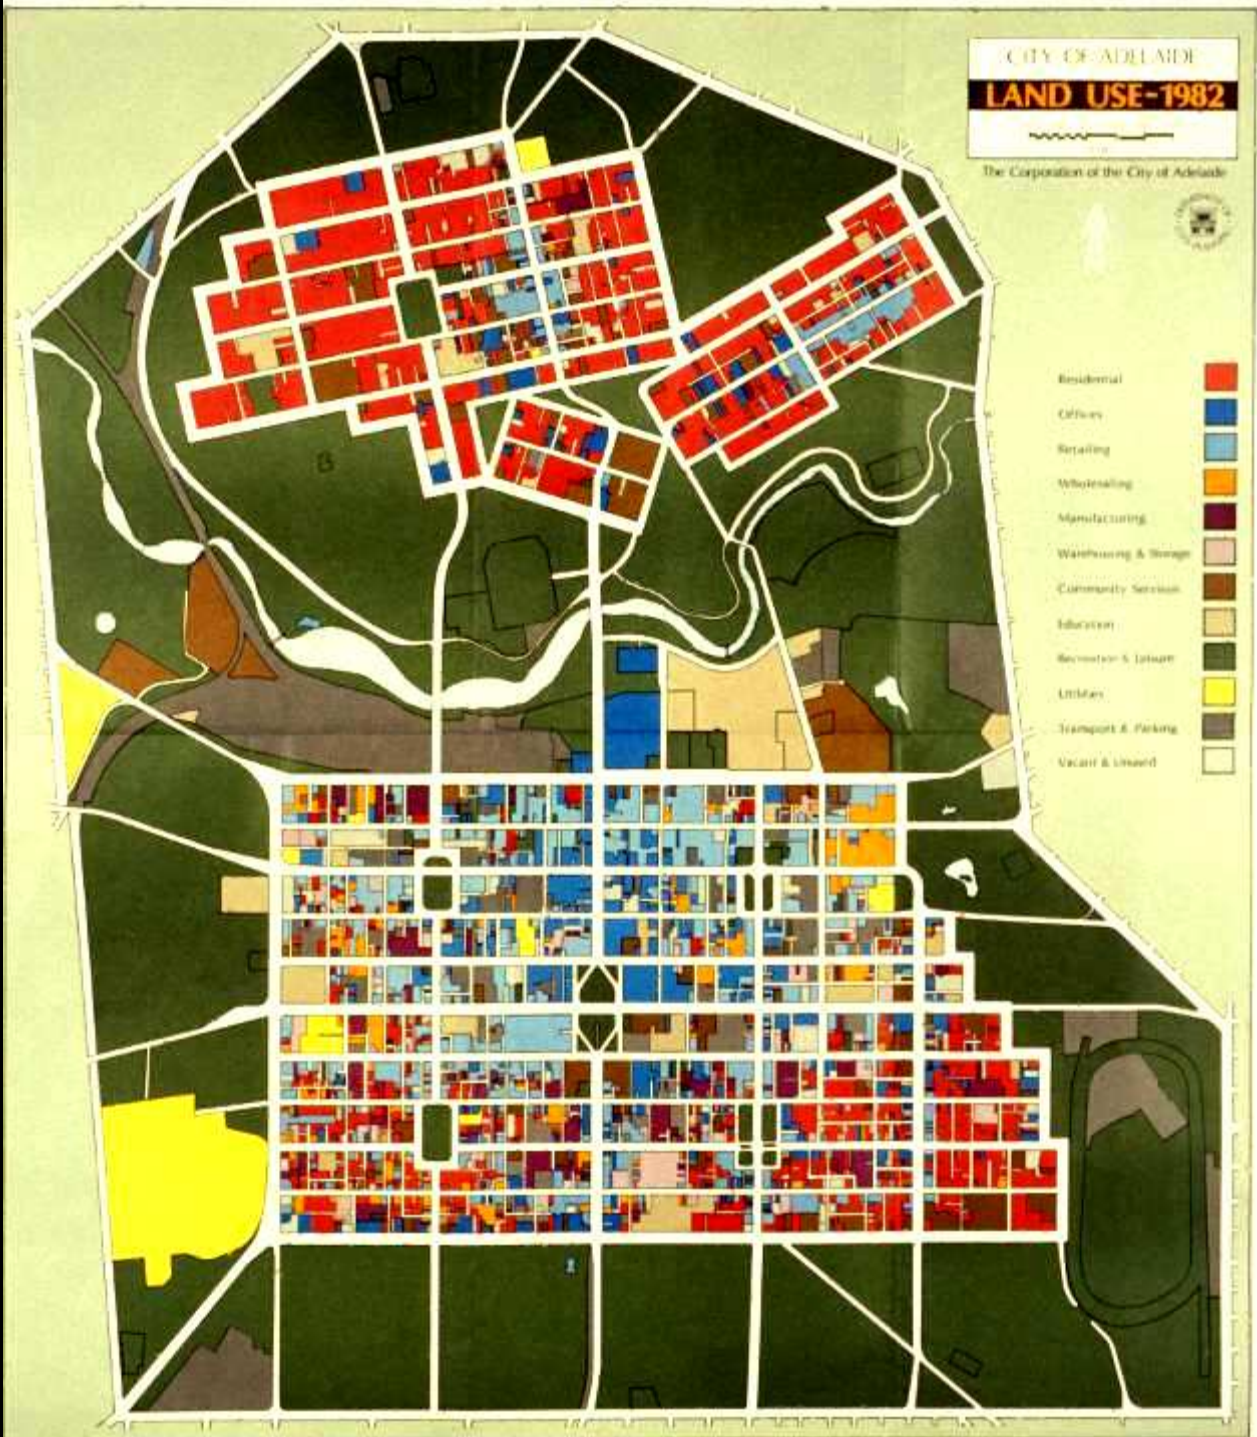 CITY OF ADELAIDE
LAND USE-1982
The Corporation of the City of Adelaide
Residential
Offices
Retailing
Wholesaling
Manufacturing
Warehousing & Storage
Community Services
Education
Recreation & Leisure
Utilities
Transport & Parking
Vacant & Unused